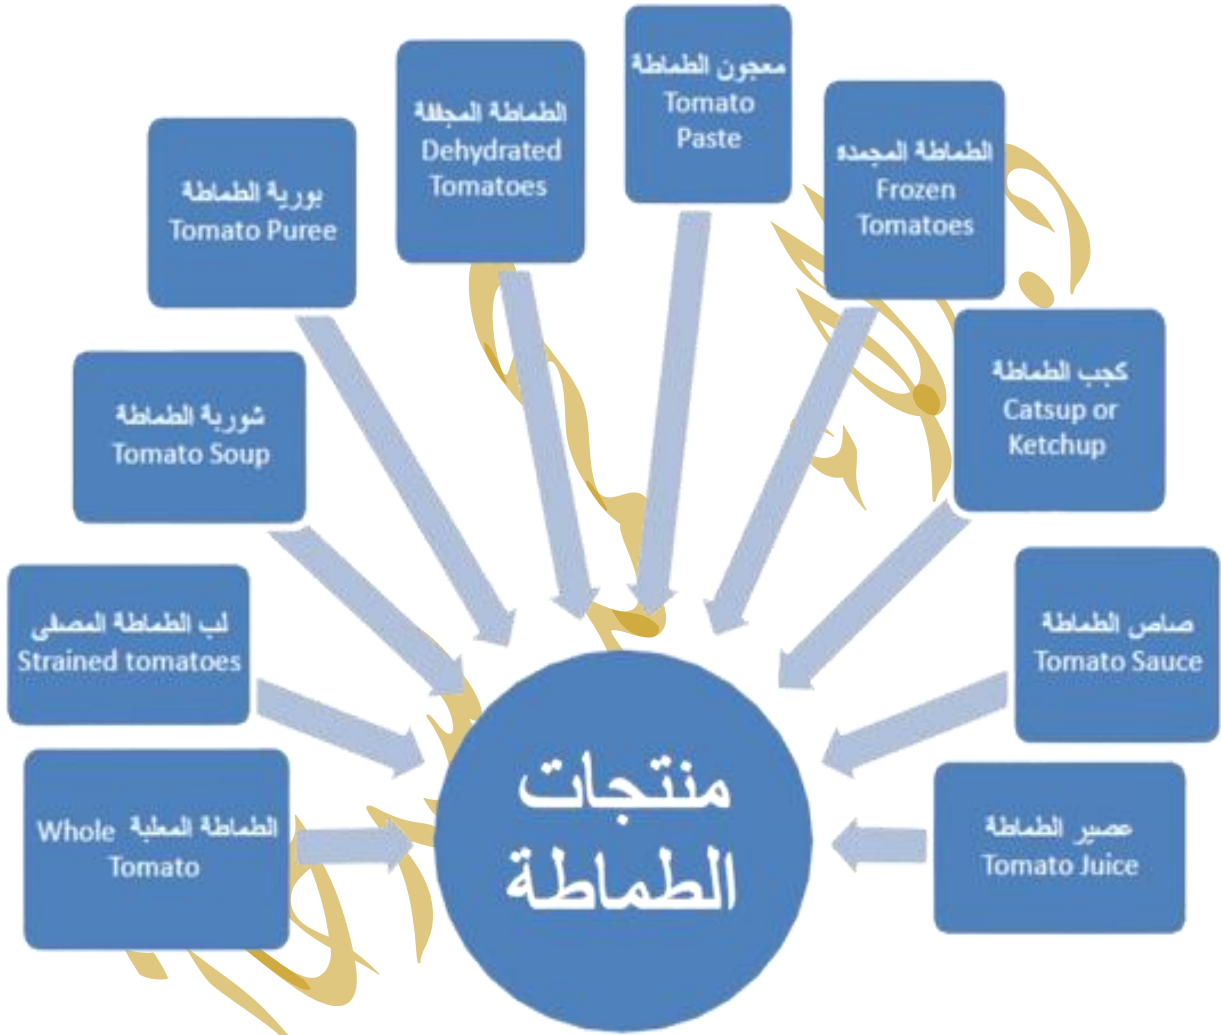 معجون الطماطة
Tomato
Paste
الطماطة المجففة
Dehydrated
Tomatoes
الطماطة المجمده
Frozen
Tomatoes
بورية الطماطة
Tomato Puree
كجب الطماطة
Catsup or
Ketchup
شوربة الطماطة
Tomato Soup
صاص الطماطة
Tomato Sauce
لب الطماطة المصفى
Strained tomatoes
الطماطة المعلبة Whole
Tomato
عصير الطماطة
Tomato Juice
منتجات
الطماطة